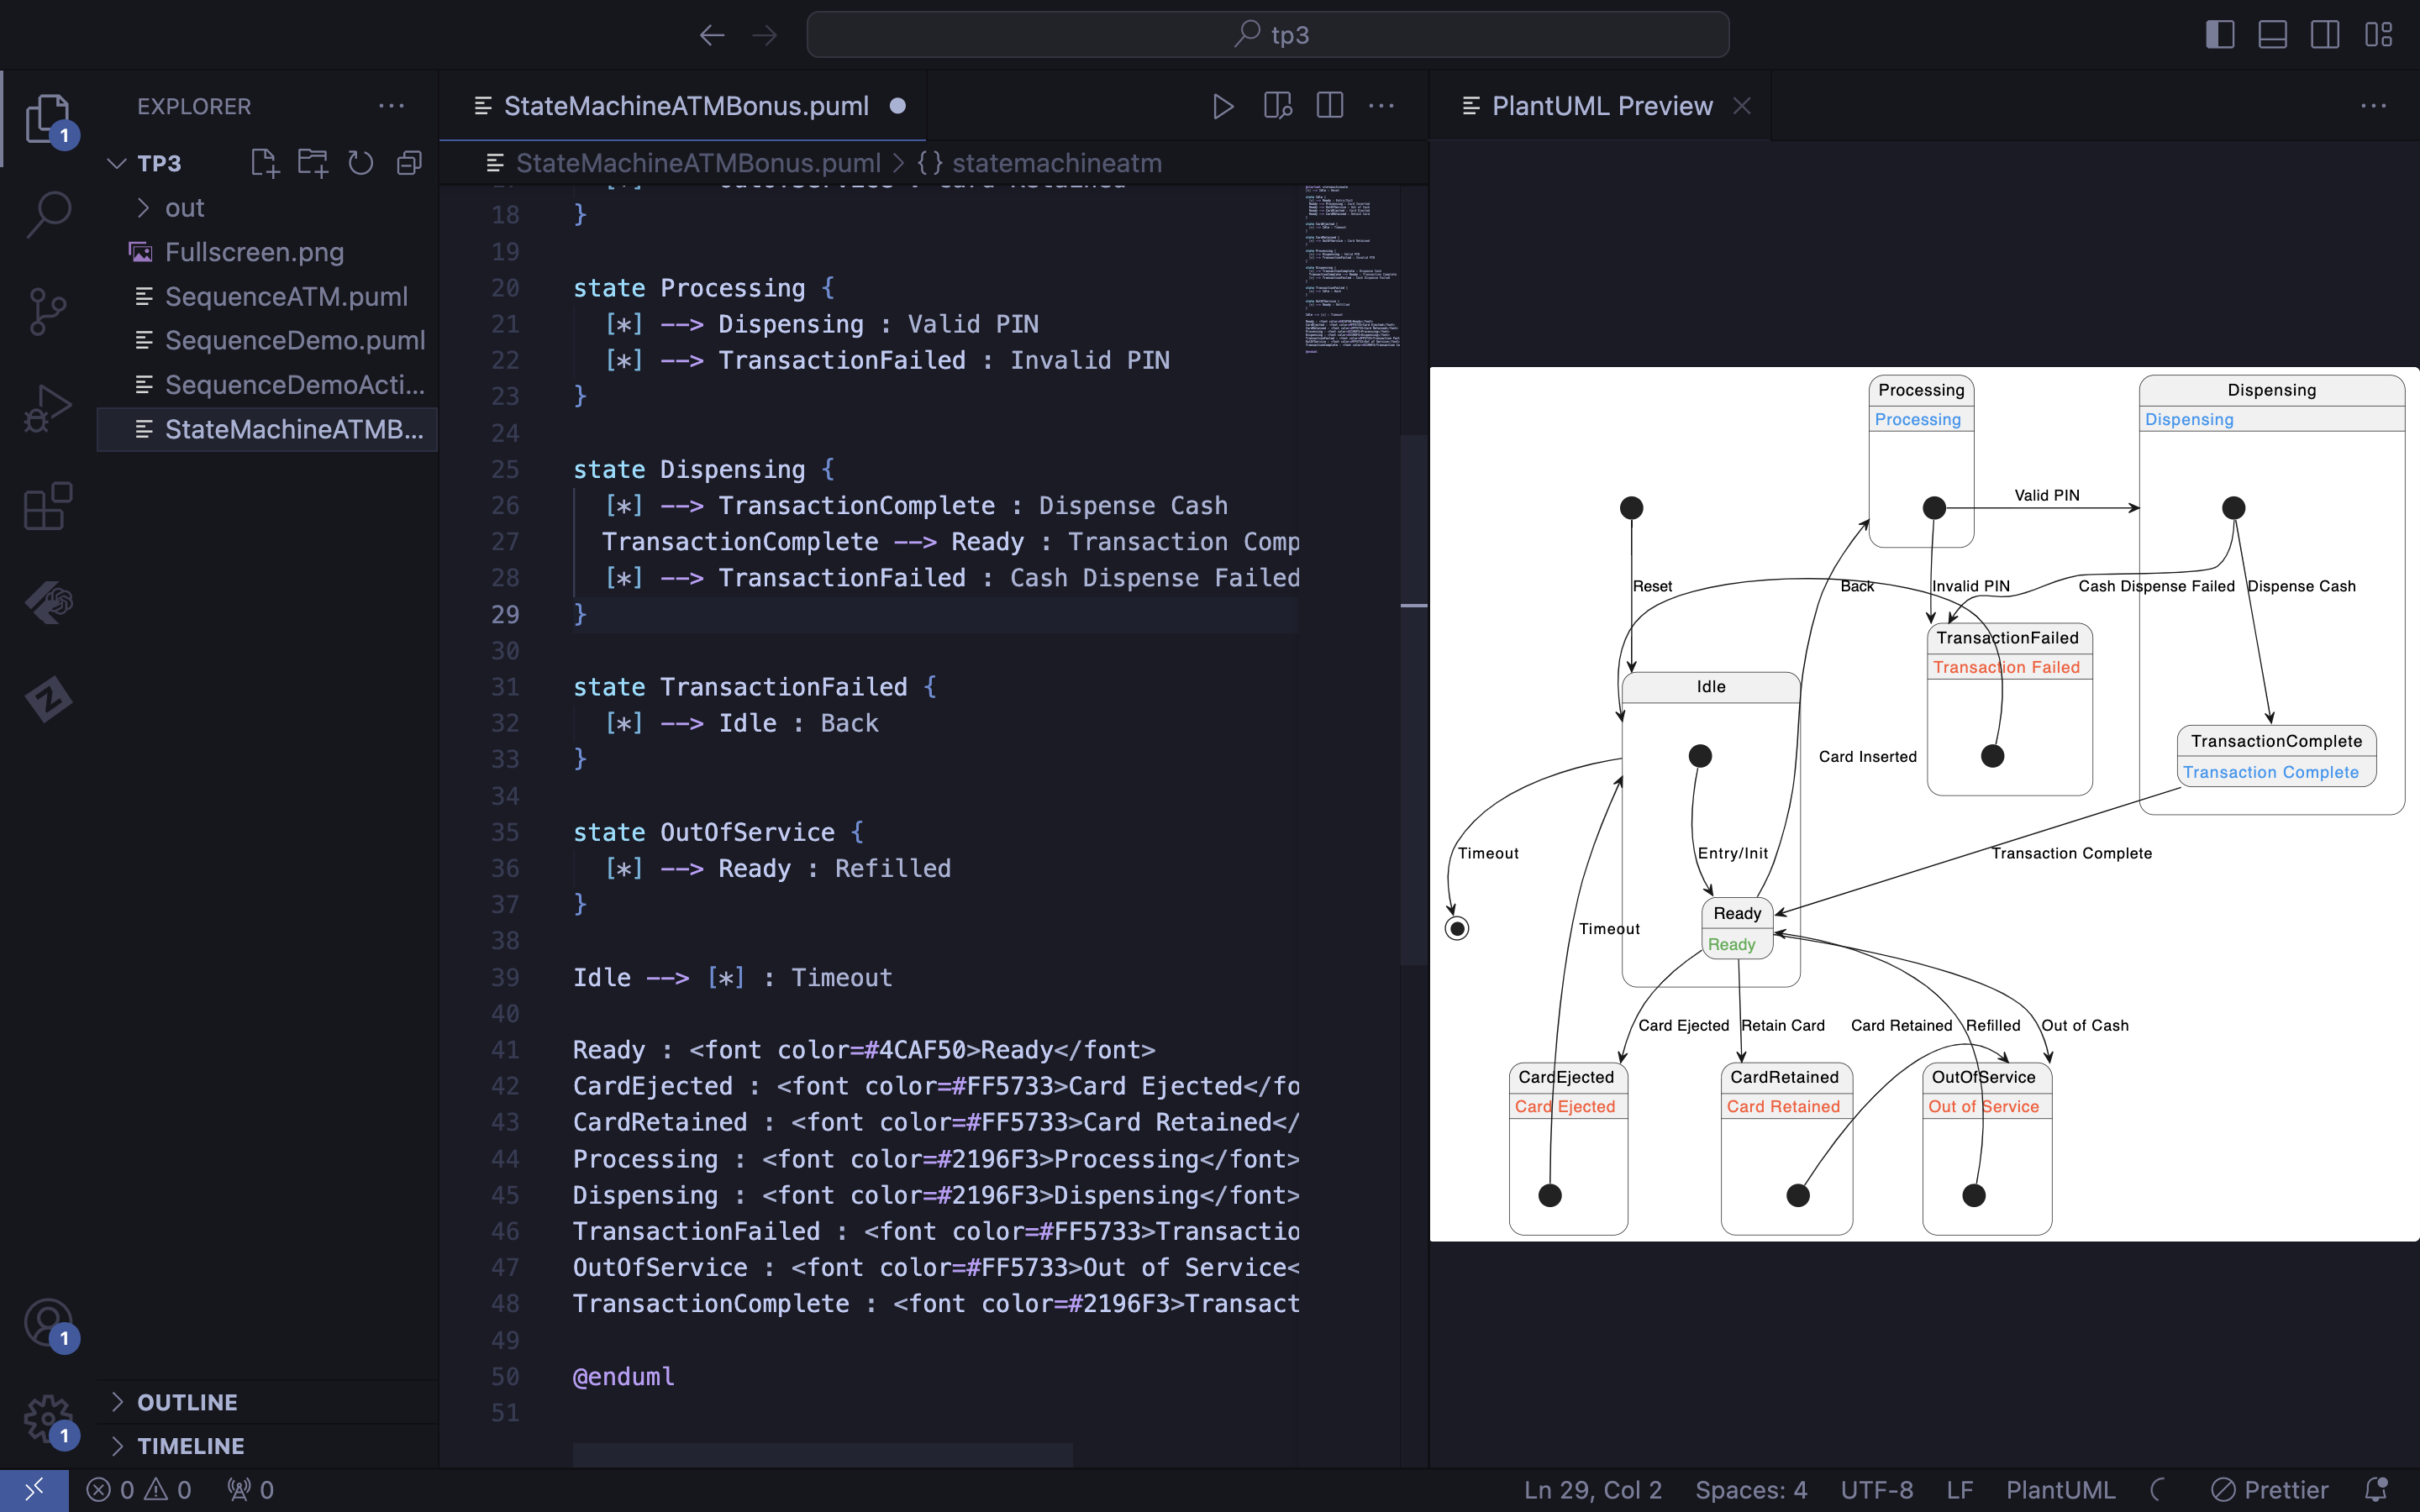 tp3
EXPLORER
TP3
out
Fullscreen.png
SequenceATM.puml
SequenceDemo.puml
SequenceDemoActi...
StateMachineATMB...
OUTLINE
TIMELINE
1
1
1
StateMachineATMBonus.puml
StateMachineATMBonus.puml > {} statemachineatm
18 }
19
20 state Processing {
21 [*] --> Dispensing : Valid PIN
22 [*] --> TransactionFailed : Invalid PIN
23 }
24
25 state Dispensing {
26 [*] --> TransactionComplete : Dispense Cash
27 TransactionComplete --> Ready : Transaction Comp
28 [*] --> TransactionFailed : Cash Dispense Failed
29 }
30
31 state TransactionFailed {
32 [*] --> Idle : Back
33 }
34
35 state OutOfService {
36 [*] --> Ready : Refilled
37 }
38
39 Idle --> [*] : Timeout
40
41 Ready : <font color=#4CAF50>Ready</font>
42 CardEjected : <font color=#FF5733>Card Ejected</fo
43 CardRetained : <font color=#FF5733>Card Retained</
44 Processing : <font color=#2196F3>Processing</font>
45 Dispensing : <font color=#2196F3>Dispensing</font>
46 TransactionFailed : <font color=#FF5733>Transactio
47 OutOfService : <font color=#FF5733>Out of Service<
48 TransactionComplete : <font color=#2196F3>Transact
49
50 @enduml
51
PlantUML Preview
Processing
Processing
Dispensing
Dispensing
Valid PIN
Reset
Back
Invalid PIN
Cash Dispense Failed
Dispense Cash
TransactionFailed
Transaction Failed
Idle
TransactionComplete
Transaction Complete
Card Inserted
Timeout
Entry/Init
Transaction Complete
Ready
Ready
Timeout
Card Ejected
Retain Card
Card Retained
Refilled
Out of Cash
CardEjected
Card Ejected
CardRetained
Card Retained
OutOfService
Out of Service
0 0 0
Ln 29, Col 2 Spaces: 4 UTF-8 LF PlantUML Prettier